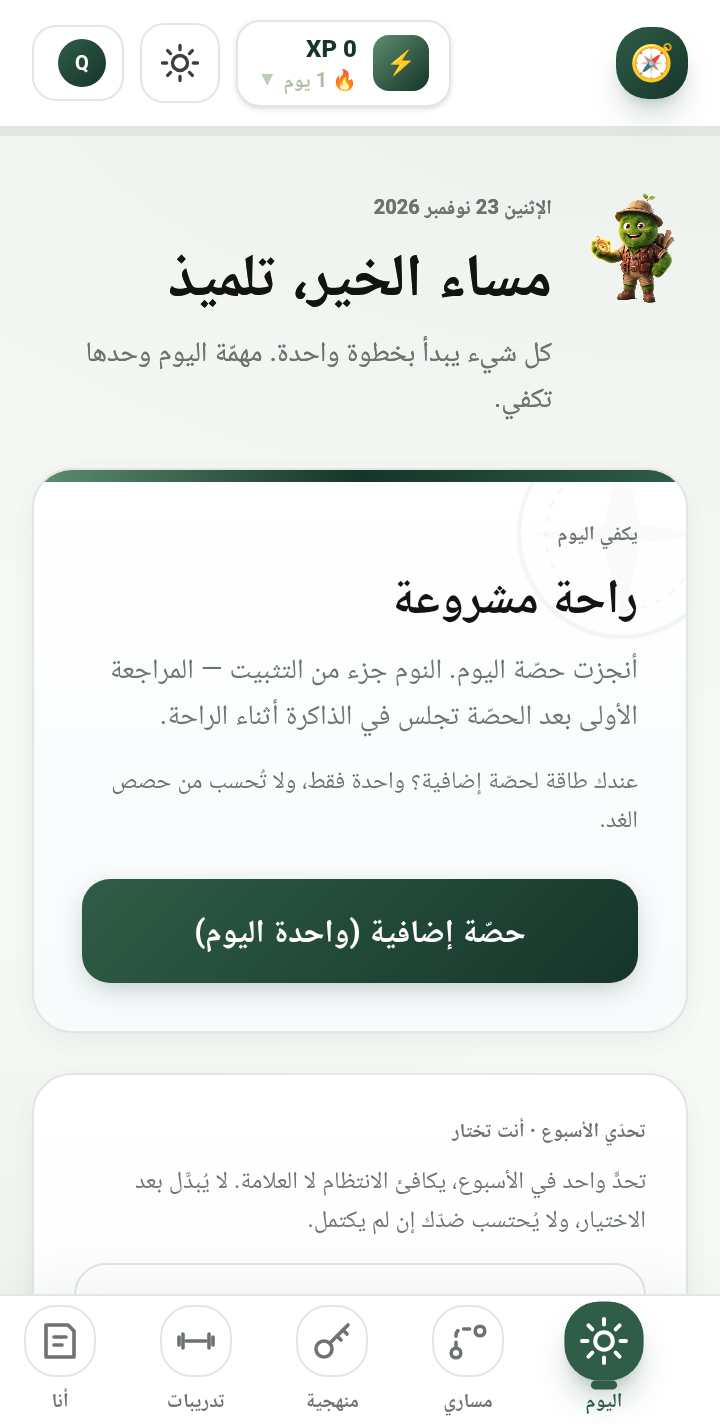 XP 0
🔥 1 يوم ▼
Q
الإثنين 23 نوفمبر 2026
مساء الخير، تلميذ
كل شيء يبدأ بخطوة واحدة. مهمّة اليوم وحدها
تكفي.
يكفي اليوم
راحة مشروعة
أنجزت حصّة اليوم. النوم جزء من التثبيت — المراجعة
الأولى بعد الحصّة تجلس في الذاكرة أثناء الراحة.
عندك طاقة لحصّة إضافية؟ واحدة فقط، ولا تُحسب من حصص
الغد.
حصّة إضافية (واحدة اليوم)
تحدّي الأسبوع · أنت تختار
تحدٍّ واحد في الأسبوع، يكافئ الانتظام لا العلامة. لا يُبدَّل بعد
الاختيار، ولا يُحتسب ضدّك إن لم يكتمل.
اليوم
مساري
منهجية
تدريبات
أنا